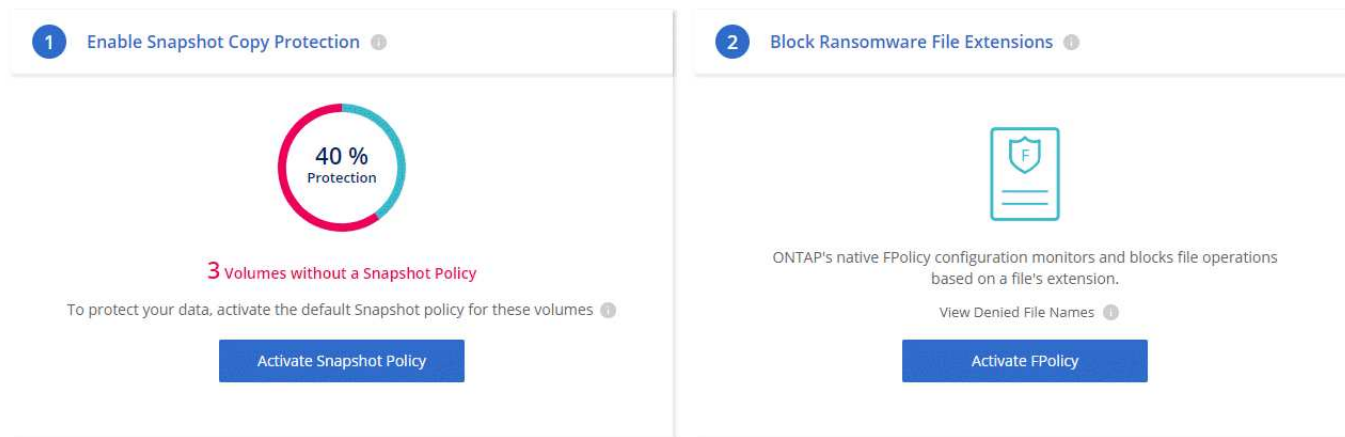 1
Enable Snapshot Copy Protection
40 %
Protection
3 Volumes without a Snapshot Policy
To protect your data, activate the default Snapshot policy for these volumes
Activate Snapshot Policy
2
Block Ransomware File Extensions
F
ONTAP's native FPolicy configuration monitors and blocks file operations
based on a file's extension.
View Denied File Names
Activate FPolicy